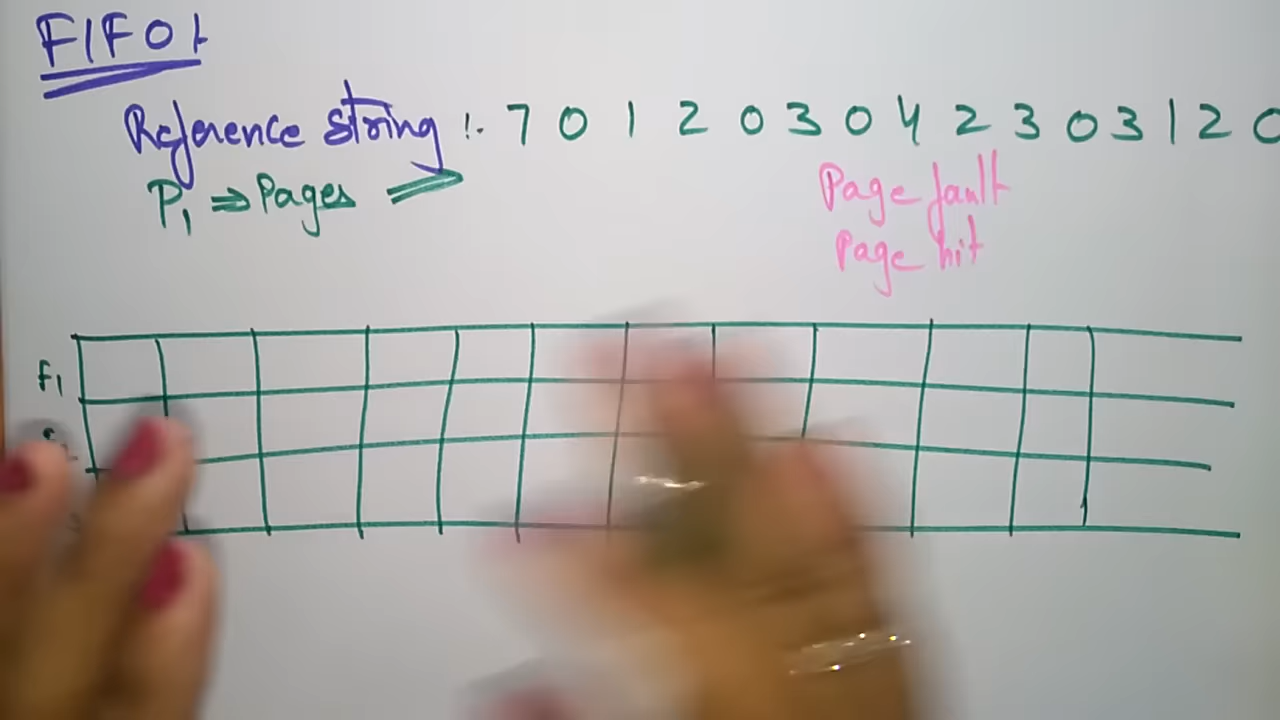 FIFO:
Reference string :- 7 0 1 2 0 3 0 4 2 3 0 3 1 2 0
P1 ⇒ Pages ⇒
Page fault
Page hit
F1